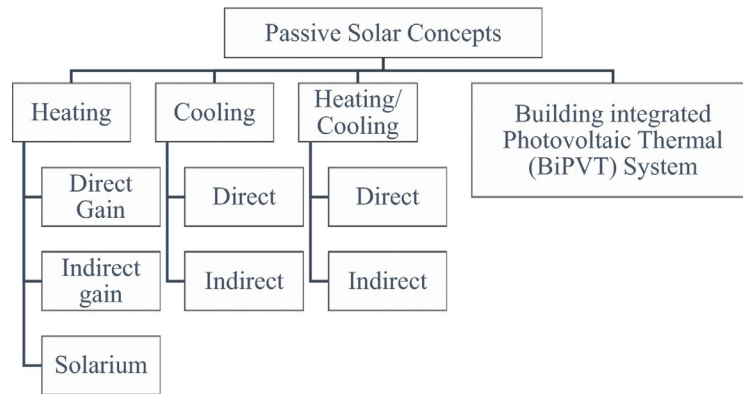 Passive Solar Concepts
Heating
Cooling
Heating/
Cooling
Building integrated
Photovoltaic Thermal
(BiPVT) System
Direct
Gain
Direct
Direct
Indirect
gain
Indirect
Indirect
Solarium